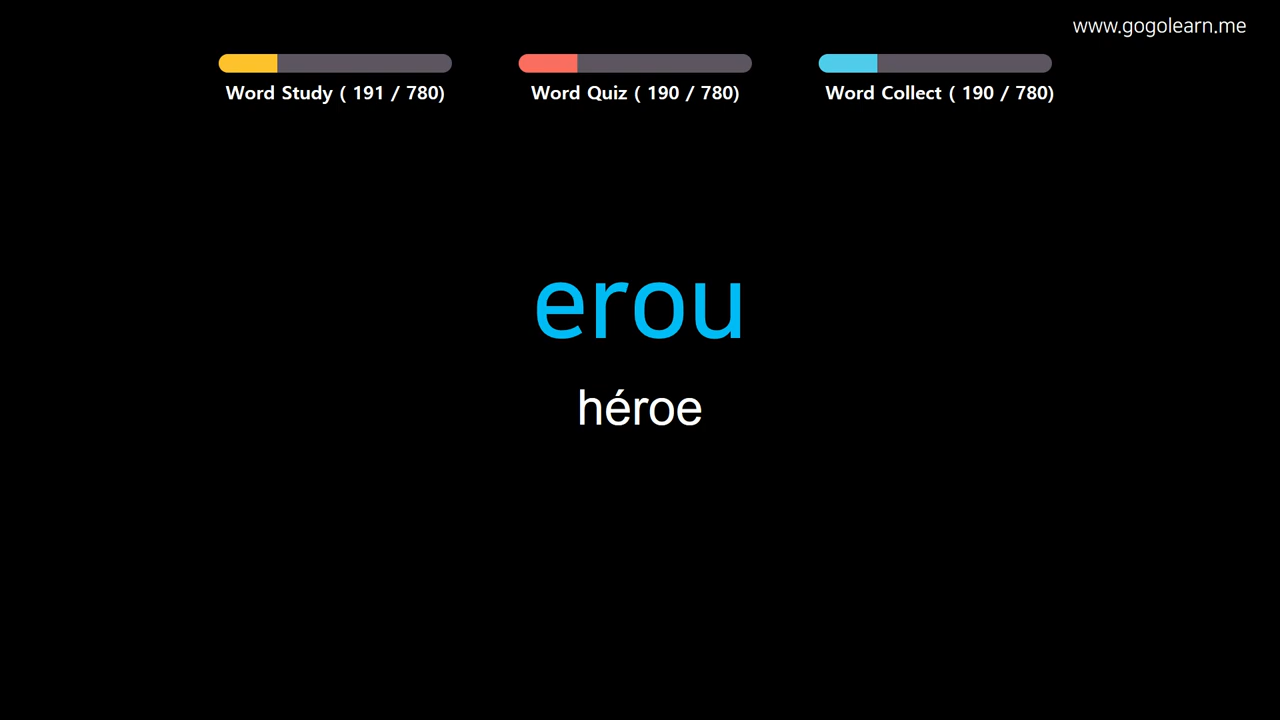 www.gogolearn.me
Word Study ( 191 / 780)
Word Quiz ( 190 / 780)
Word Collect ( 190 / 780)
erou
héroe